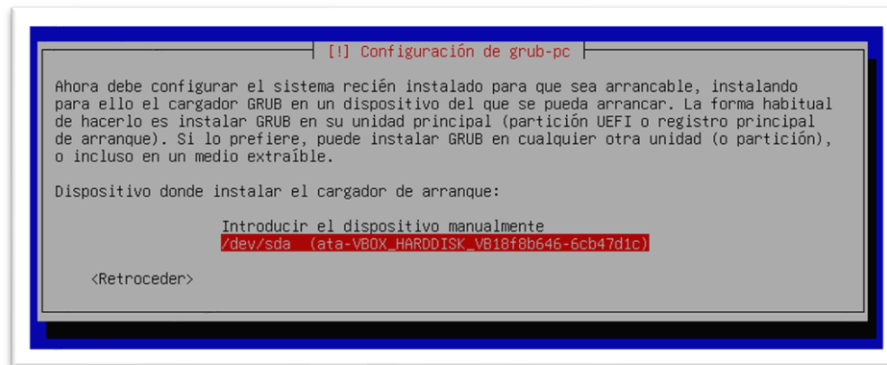 [!] Configuración de grub-pc
Ahora debe configurar el sistema recién instalado para que sea arrancable, instalando
para ello el cargador GRUB en un dispositivo del que se pueda arrancar. La forma habitual
de hacerlo es instalar GRUB en su unidad principal (partición UEFI o registro principal
de arranque). Si lo prefiere, puede instalar GRUB en cualquier otra unidad (o partición),
o incluso en un medio extraíble.
Dispositivo donde instalar el cargador de arranque:
Introducir el dispositivo manualmente
/dev/sda (ata-VBOX_HARDDISK_VB18f8b646-6cb47d1c)
<Retroceder>